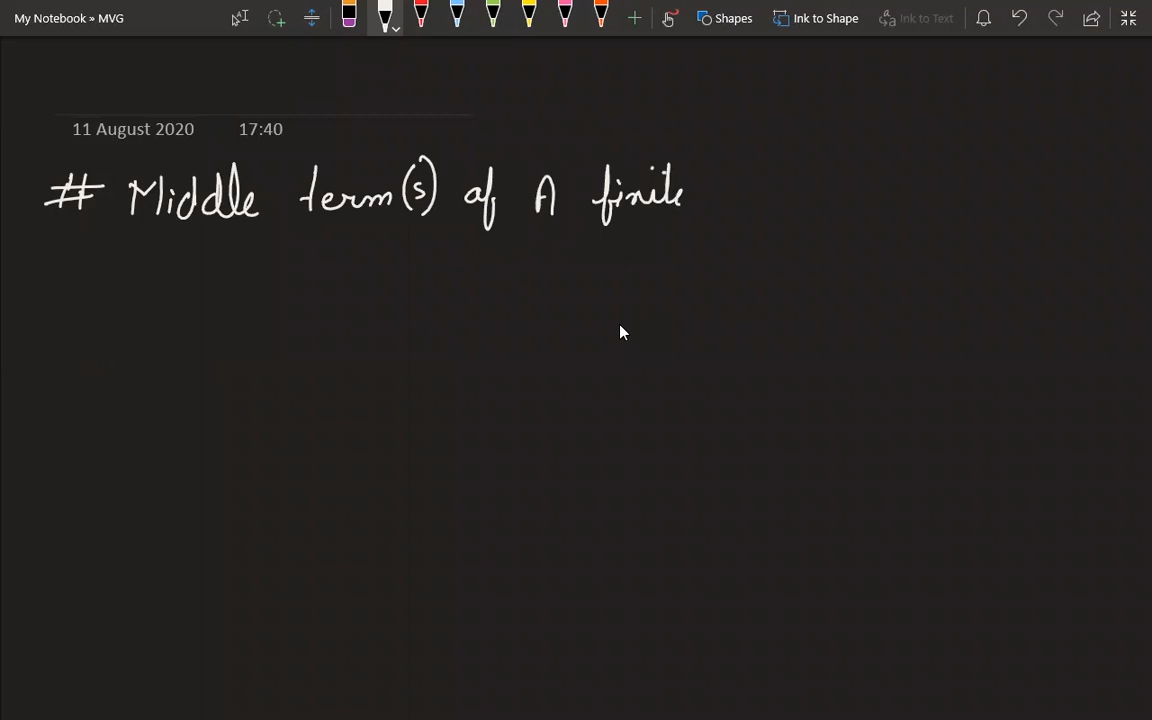 My Notebook » MVG
Shapes
Ink to Shape
Ink to Text
11 August 2020 17:40
# Middle term(s) of A finite